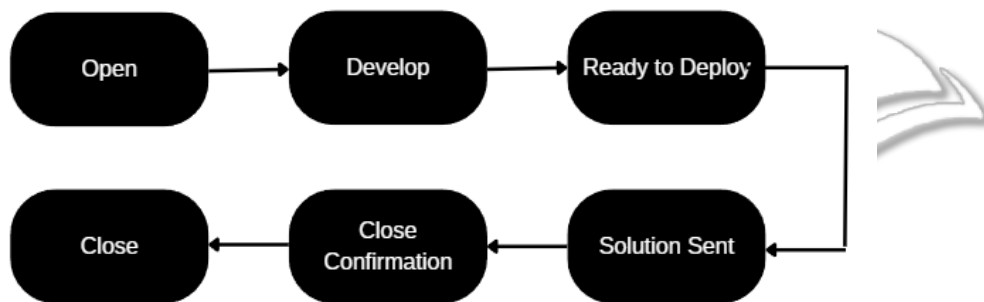 Open
Develop
Ready to Deploy
Solution Sent
Close
Confirmation
Close